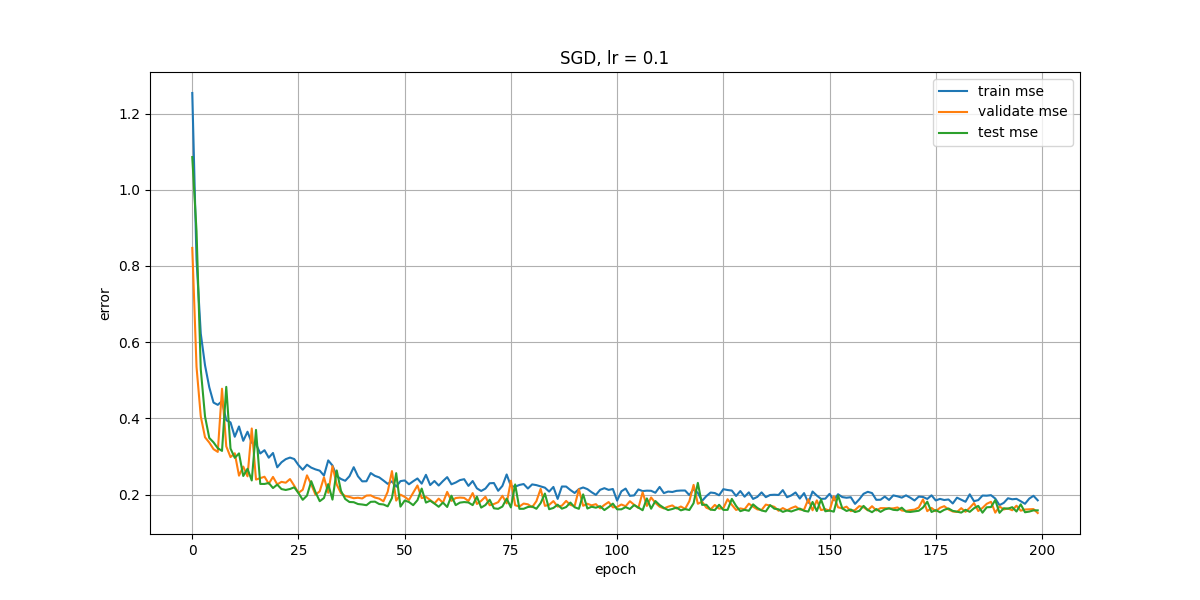 SGD, lr = 0.1
train mse
validate mse
test mse
1.2
1.0
0.8
0.6
0.4
0.2
error
0 25 50 75 100 125 150 175 200
epoch